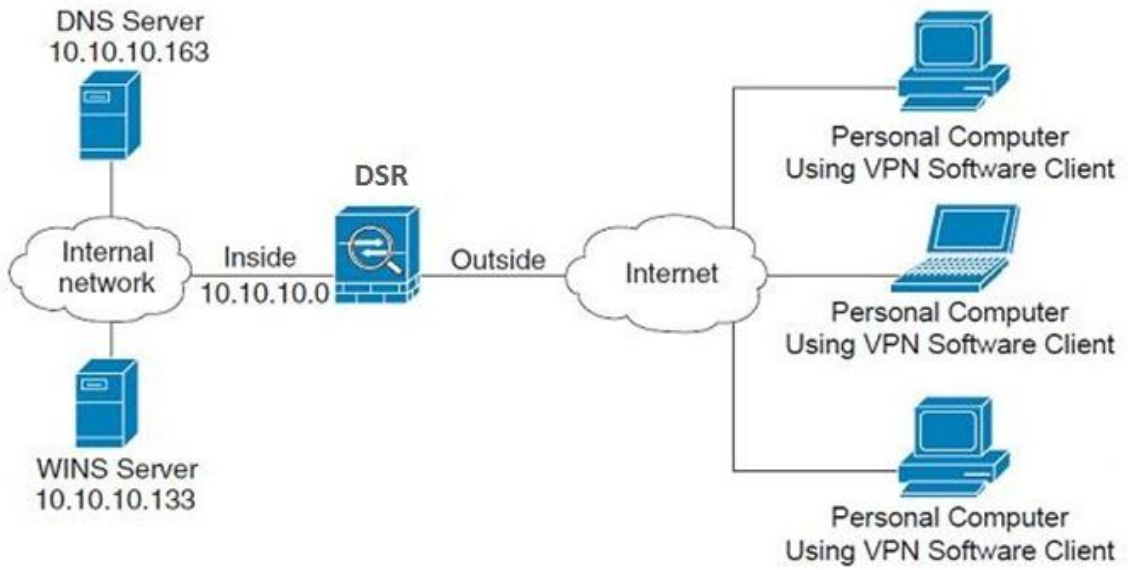 DNS Server
10.10.10.163
DSR
Internal
network
Inside
10.10.10.0
Outside
Internet
WINS Server
10.10.10.133
Personal Computer
Using VPN Software Client
Personal Computer
Using VPN Software Client
Personal Computer
Using VPN Software Client